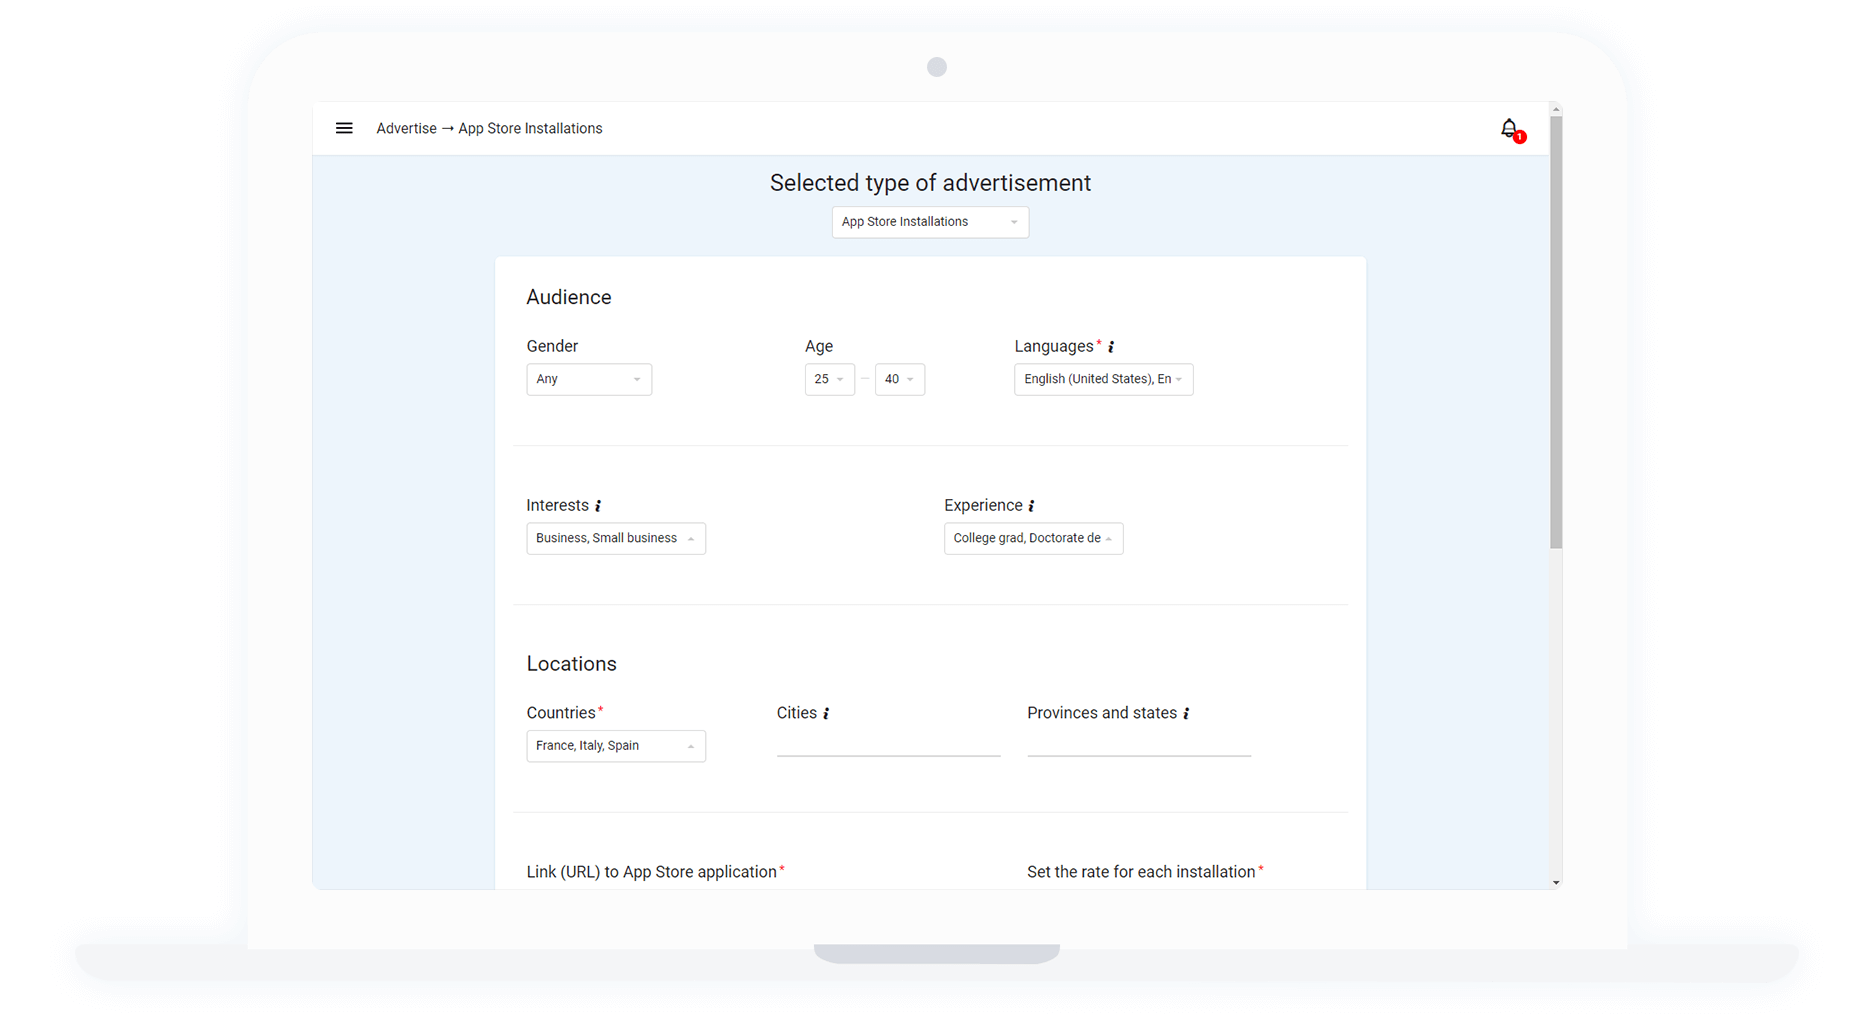 Advertise → App Store Installations
1
Selected type of advertisement
App Store Installations
Audience
Gender
Age
Languages* i
Any
25 – 40
English (United States), En
Interests i
Experience i
Business, Small business
College grad, Doctorate de
Locations
Countries*
Cities i
Provinces and states i
France, Italy, Spain
Link (URL) to App Store application*
Set the rate for each installation*